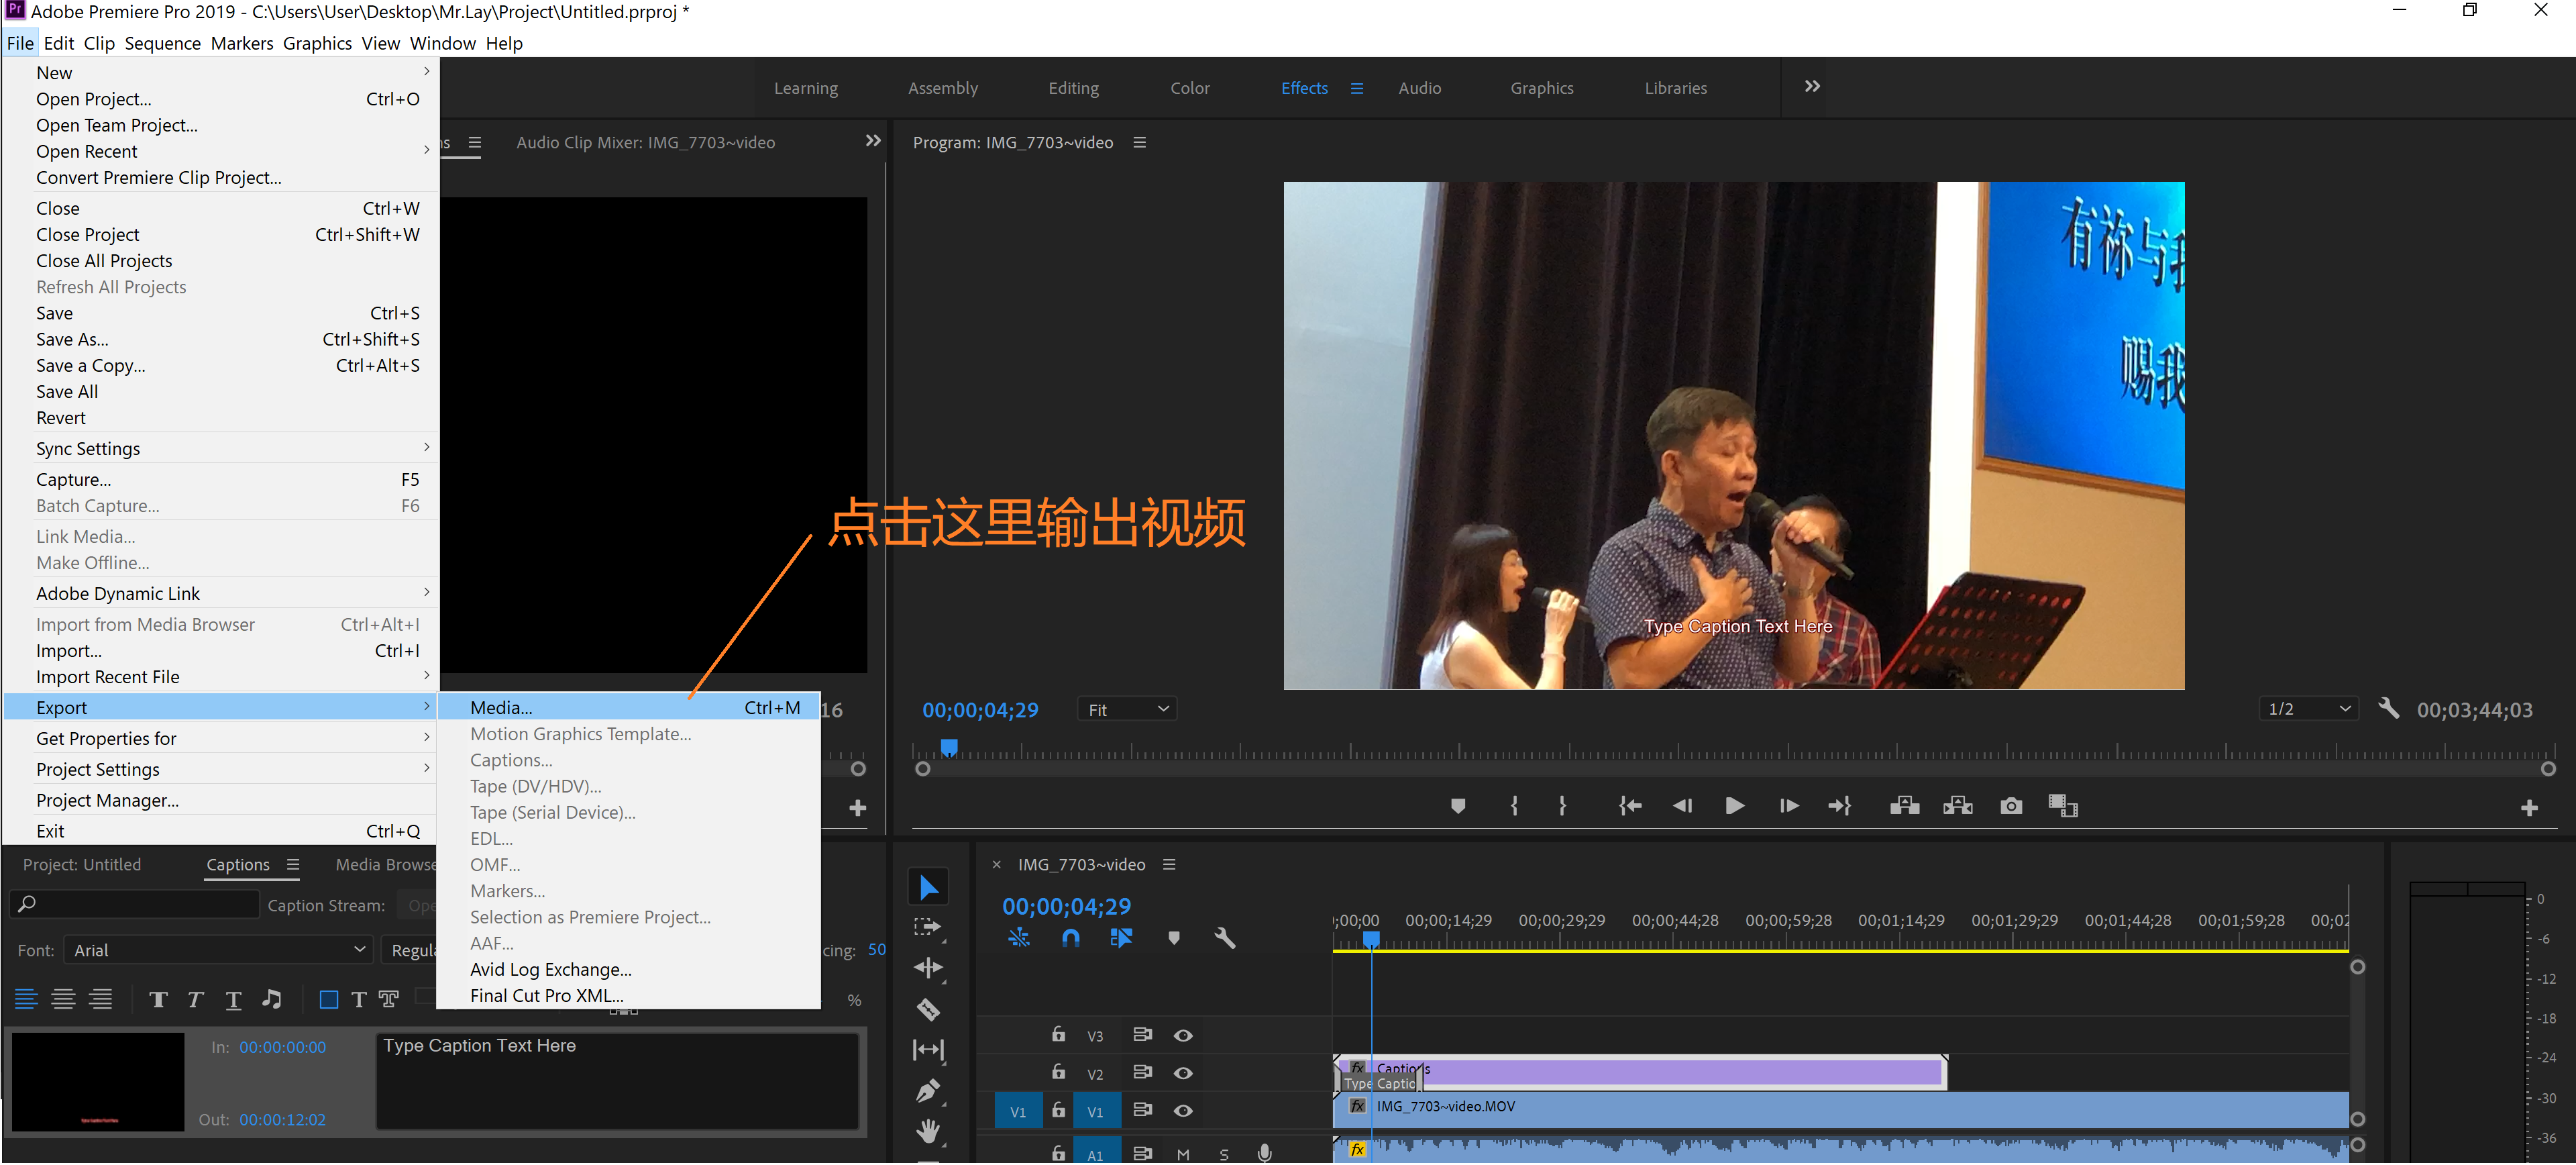 Adobe Premiere Pro 2019 - C:\Users\User\Desktop\Mr.Lay\Project\Untitled.prproj *
File Edit Clip Sequence Markers Graphics View Window Help
New
Open Project... Ctrl+O
Open Team Project...
Open Recent
Convert Premiere Clip Project...
Close Ctrl+W
Close Project Ctrl+Shift+W
Close All Projects
Refresh All Projects
Save Ctrl+S
Save As... Ctrl+Shift+S
Save a Copy... Ctrl+Alt+S
Save All
Revert
Sync Settings
Capture... F5
Batch Capture... F6
Link Media...
Make Offline...
Adobe Dynamic Link
Import from Media Browser Ctrl+Alt+I
Import... Ctrl+I
Import Recent File
Export
Get Properties for
Project Settings
Project Manager...
Exit Ctrl+Q
Media... Ctrl+M
Motion Graphics Template...
Captions...
Tape (DV/HDV)...
Tape (Serial Device)...
EDL...
OMF...
Markers...
Selection as Premiere Project...
AAF...
Avid Log Exchange...
Final Cut Pro XML...
Learning Assembly Editing Color Effects Audio Graphics Libraries
Audio Clip Mixer: IMG_7703~video
Program: IMG_7703~video
有祢与我
赐我
点击这里输出视频
Type Caption Text Here
16
00;00;04;29 Fit 1/2 00;03;44;03
Project: Untitled Captions Media Browse
Caption Stream: Ope
Font: Arial Regula cing: 50
%
In: 00:00:00:00 Type Caption Text Here
Out: 00:00:12:02
IMG_7703~video
00;00;04;29
;00;00 00;00;14;29 00;00;29;29 00;00;44;28 00;00;59;28 00;01;14;29 00;01;29;29 00;01;44;28 00;01;59;28 00;02
V3
V2 fx Captions
Type Captio
V1 V1 fx IMG_7703~video.MOV
A1 M S fx
0
-6
-12
-18
-24
-30
-36